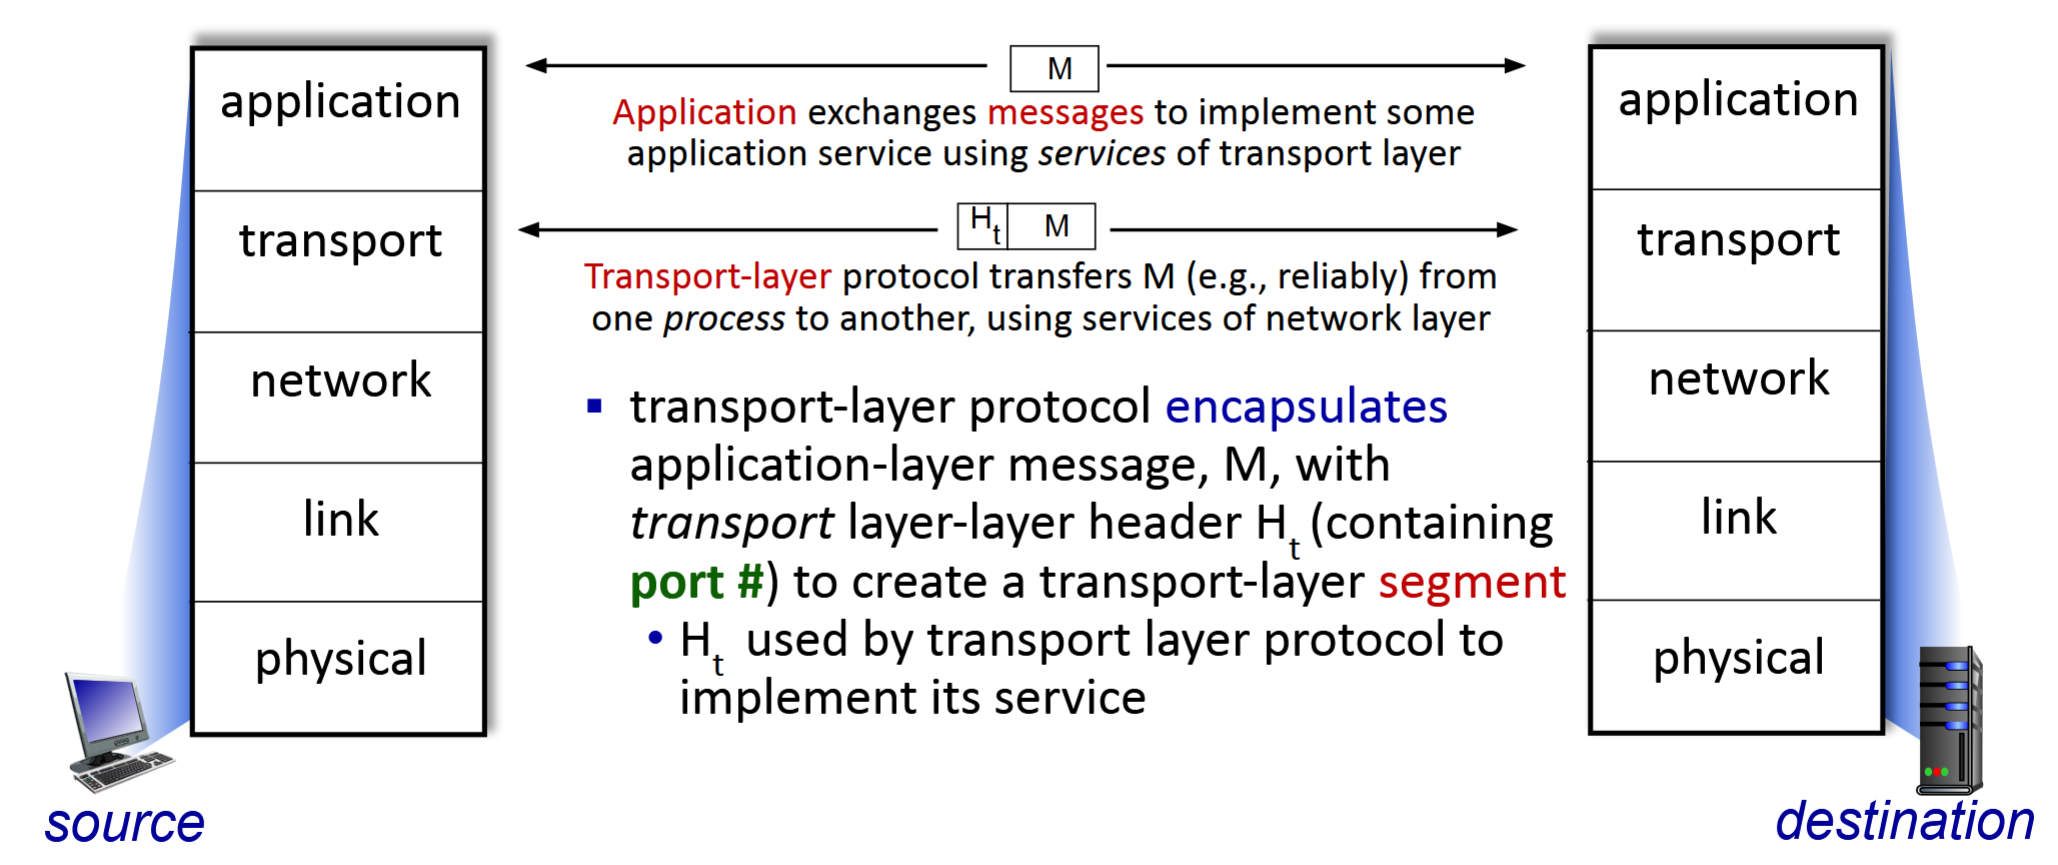 application
transport
network
link
physical
source
M
Application exchanges messages to implement some
application service using services of transport layer
Ht M
Transport-layer protocol transfers M (e.g., reliably) from
one process to another, using services of network layer
▪ transport-layer protocol encapsulates
application-layer message, M, with
transport layer-layer header Ht (containing
port #) to create a transport-layer segment
• Ht used by transport layer protocol to
implement its service
application
transport
network
link
physical
destination